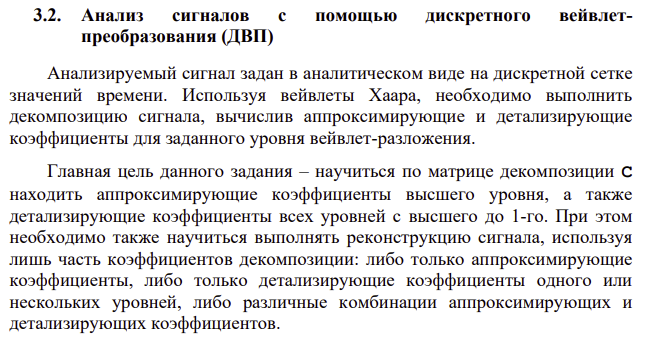 3.2. Анализ сигналов с помощью дискретного вейвлет-
преобразования (ДВП)
Анализируемый сигнал задан в аналитическом виде на дискретной сетке
значений времени. Используя вейвлеты Хаара, необходимо выполнить
декомпозицию сигнала, вычислив аппроксимирующие и детализирующие
коэффициенты для заданного уровня вейвлет-разложения.
Главная цель данного задания – научиться по матрице декомпозиции C
находить аппроксимирующие коэффициенты высшего уровня, а также
детализирующие коэффициенты всех уровней с высшего до 1-го. При этом
необходимо также научиться выполнять реконструкцию сигнала, используя
лишь часть коэффициентов декомпозиции: либо только аппроксимирующие
коэффициенты, либо только детализирующие коэффициенты одного или
нескольких уровней, либо различные комбинации аппроксимирующих и
детализирующих коэффициентов.